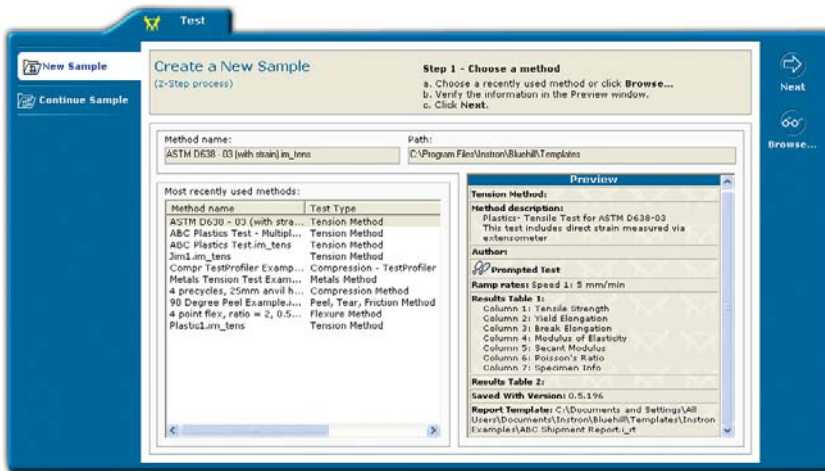 Test
New Sample
Continue Sample
Create a New Sample
(2-Step process)
Step 1 - Choose a method
a. Choose a recently used method or click Browse...
b. Verify the information in the Preview window.
c. Click Next.
Next
Browse...
Method name:
ASTM D638 - 03 (with strain).im_tens
Path:
C:\Program Files\Instron\Bluehill\Templates
Most recently used methods:
Method name Test Type
ASTM D638 - 03 (with stra... Tension Method
ABC Plastics Test - Multipl... Tension Method
ABC Plastics Test.im_tens Tension Method
Jim1.im_tens Tension Method
Compr TestProfiler Examp... Compression - TestProfiler
Metals Tension Test Exam... Tension Method
4 precycles, 25mm anvil h... Compression Method
90 Degree Peel Example.i... Peel, Tear, Friction Method
4 point flex, ratio = 2, 0.5... Flexure Method
Plastic1.im_tens Tension Method
Preview
Tension Method:
Method description:
Plastics- Tensile Test for ASTM D638-03
This test includes direct strain measured via
extensometer
Author:
Prompted Test
Ramp rates: Speed 1: 5 mm/min
Results Table 1:
Column 1: Tensile Strength
Column 2: Yield Elongation
Column 3: Break Elongation
Column 4: Modulus of Elasticity
Column 5: Secant Modulus
Column 6: Poisson's Ratio
Column 7: Specimen Info
Results Table 2:
Saved With Version: 0.5.196
Report Template: C:\Documents and Settings\All
Users\Documents\Instron\Bluehill\Templates\Instron
Examples\ABC Shipment Report.i_rt